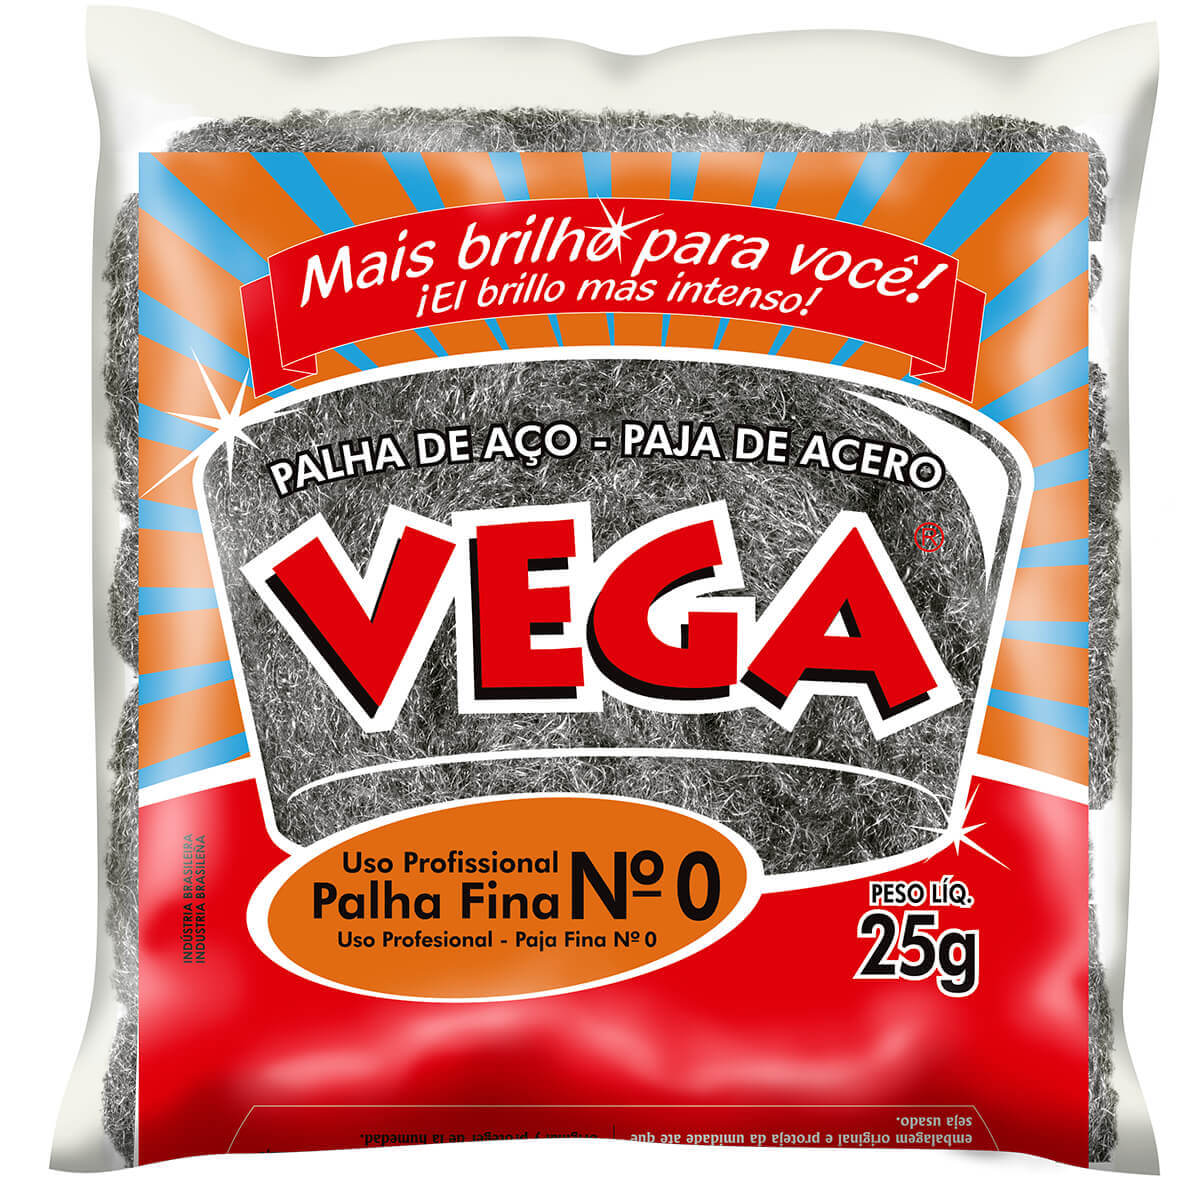 Mais brilho para você!
¡El brillo mas intenso!
PALHA DE AÇO - PAJA DE ACERO
VEGA®
Uso Profissional
Palha Fina Nº 0
Uso Profesional - Paja Fina Nº 0
PESO LÍQ.
25g
INDÚSTRIA BRASILEIRA
INDUSTRIA BRASILEÑA
embalagem original e proteja da umidade até que
seja usado.
y proteger de la humedad.